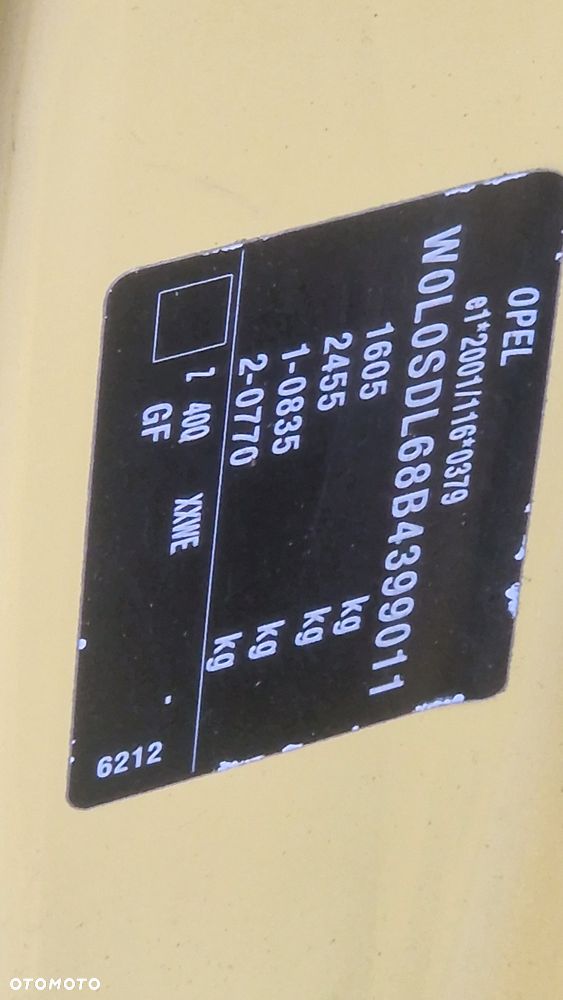 OPEL
e1*2001/116*0379
W0L0SDL68B4399011
1605 kg
2455 kg
1-0835 kg
2-0770 kg
Z 40Q XXWE
GF
6212
OTOMOTO